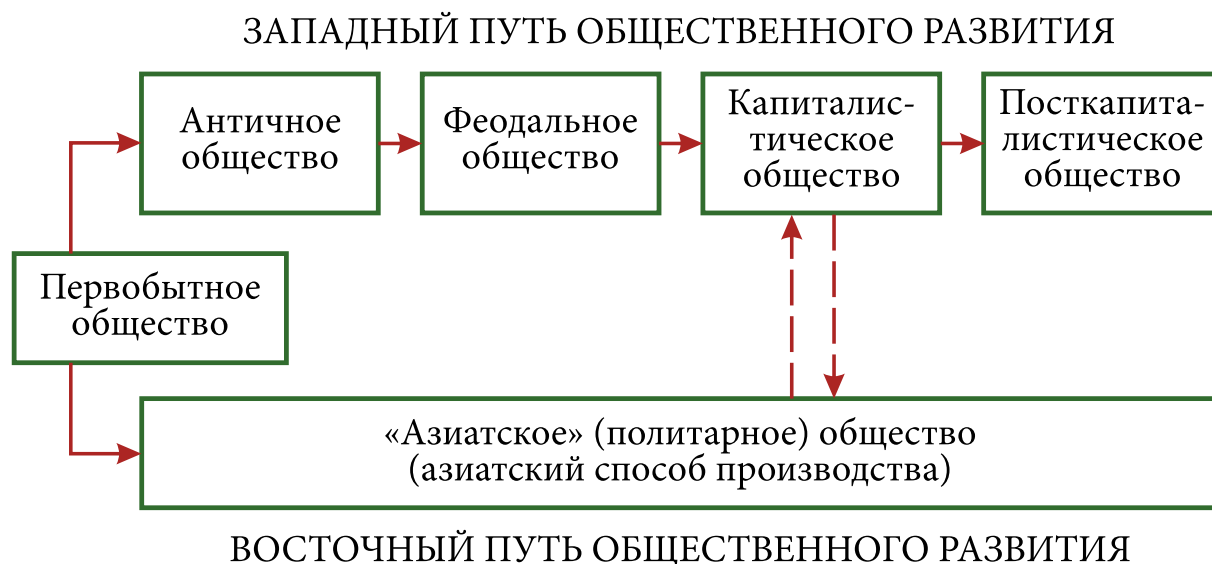 ЗАПАДНЫЙ ПУТЬ ОБЩЕСТВЕННОГО РАЗВИТИЯ
Античное
общество
Феодальное
общество
Капиталис-
тическое
общество
Посткапита-
листическое
общество
Первобытное
общество
«Азиатское» (политарное) общество
(азиатский способ производства)
ВОСТОЧНЫЙ ПУТЬ ОБЩЕСТВЕННОГО РАЗВИТИЯ